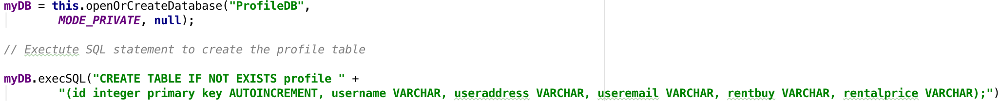 myDB = this.openOrCreateDatabase("ProfileDB",
MODE_PRIVATE, null);
// Exectute SQL statement to create the profile table
myDB.execSQL("CREATE TABLE IF NOT EXISTS profile " +
"(id integer primary key AUTOINCREMENT, username VARCHAR, useraddress VARCHAR, useremail VARCHAR, rentbuy VARCHAR, rentalprice VARCHAR);")